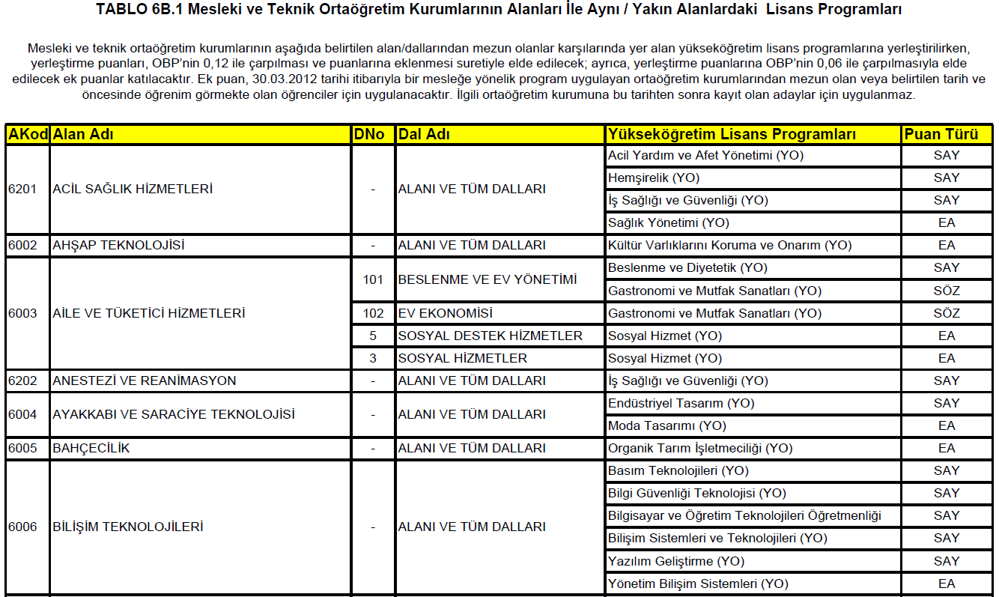 TABLO 6B.1 Mesleki ve Teknik Ortaöğretim Kurumlarının Alanları İle Aynı / Yakın Alanlardaki Lisans Programları
Mesleki ve teknik ortaöğretim kurumlarının aşağıda belirtilen alan/dallarından mezun olanlar karşılarında yer alan yükseköğretim lisans programlarına yerleştirilirken,
yerleştirme puanları, OBP’nin 0,12 ile çarpılması ve puanlarına eklenmesi suretiyle elde edilecek; ayrıca, yerleştirme puanlarına OBP’nin 0,06 ile çarpılmasıyla elde
edilecek ek puanlar katılacaktır. Ek puan, 30.03.2012 tarihi itibarıyla bir mesleğe yönelik program uygulayan ortaöğretim kurumlarından mezun olan veya belirtilen tarih ve
öncesinde öğrenim görmekte olan öğrenciler için uygulanacaktır. İlgili ortaöğretim kurumuna bu tarihten sonra kayıt olan adaylar için uygulanmaz.
AKod Alan Adı DNo Dal Adı Yükseköğretim Lisans Programları Puan Türü
6201 ACİL SAĞLIK HİZMETLERİ - ALANI VE TÜM DALLARI
Acil Yardım ve Afet Yönetimi (YO) SAY
Hemşirelik (YO) SAY
İş Sağlığı ve Güvenliği (YO) SAY
Sağlık Yönetimi (YO) EA
6002 AHŞAP TEKNOLOJİSİ - ALANI VE TÜM DALLARI Kültür Varlıklarını Koruma ve Onarım (YO) EA
6003 AİLE VE TÜKETİCİ HİZMETLERİ
101 BESLENME VE EV YÖNETİMİ
Beslenme ve Diyetetik (YO) SAY
Gastronomi ve Mutfak Sanatları (YO) SÖZ
102 EV EKONOMİSİ Gastronomi ve Mutfak Sanatları (YO) SÖZ
5 SOSYAL DESTEK HİZMETLER Sosyal Hizmet (YO) EA
3 SOSYAL HİZMETLER Sosyal Hizmet (YO) EA
6202 ANESTEZİ VE REANİMASYON - ALANI VE TÜM DALLARI İş Sağlığı ve Güvenliği (YO) SAY
6004 AYAKKABI VE SARACİYE TEKNOLOJİSİ - ALANI VE TÜM DALLARI
Endüstriyel Tasarım (YO) SAY
Moda Tasarımı (YO) EA
6005 BAHÇECİLİK - ALANI VE TÜM DALLARI Organik Tarım İşletmeciliği (YO) EA
6006 BİLİŞİM TEKNOLOJİLERİ - ALANI VE TÜM DALLARI
Basım Teknolojileri (YO) SAY
Bilgi Güvenliği Teknolojisi (YO) SAY
Bilgisayar ve Öğretim Teknolojileri Öğretmenliği SAY
Bilişim Sistemleri ve Teknolojileri (YO) SAY
Yazılım Geliştirme (YO) SAY
Yönetim Bilişim Sistemleri (YO) EA